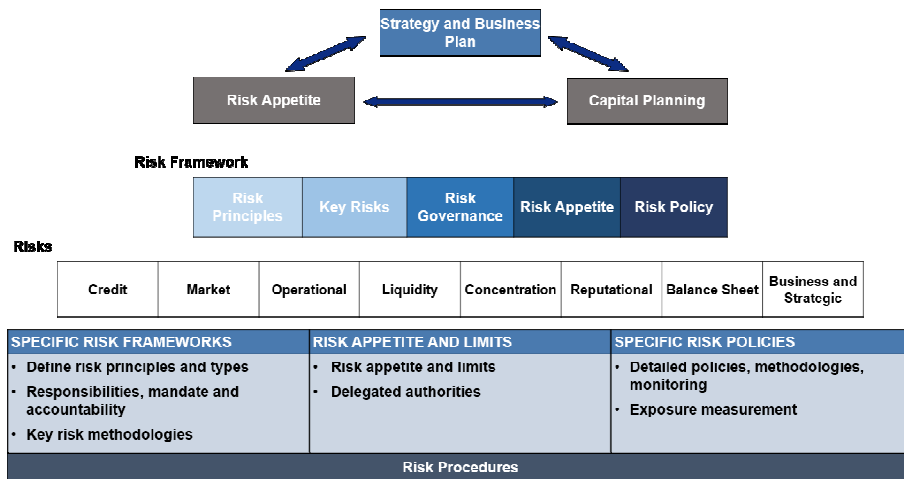 Strategy and Business
Plan
Risk Appetite
Capital Planning
Risk Framework
Risk
Principles
Key Risks
Risk
Governance
Risk Appetite
Risk Policy
Risks
Credit
Market
Operational
Liquidity
Concentration
Reputational
Balance Sheet
Business and
Strategic
SPECIFIC RISK FRAMEWORKS
• Define risk principles and types
• Responsibilities, mandate and
accountability
• Key risk methodologies
RISK APPETITE AND LIMITS
• Risk appetite and limits
• Delegated authorities
SPECIFIC RISK POLICIES
• Detailed policies, methodologies,
monitoring
• Exposure measurement
Risk Procedures